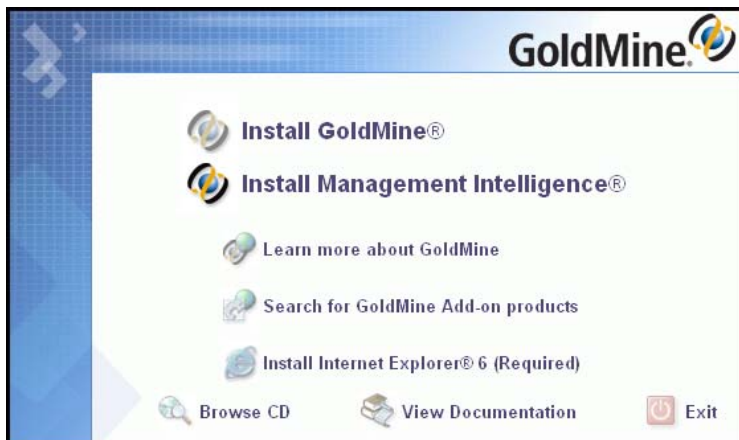 GoldMine®
Install GoldMine®
Install Management Intelligence®
Learn more about GoldMine
Search for GoldMine Add-on products
Install Internet Explorer® 6 (Required)
Browse CD View Documentation Exit